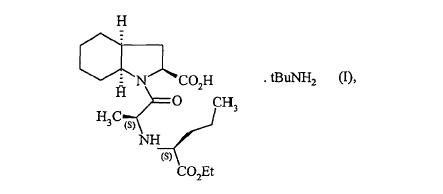 H
CO₂H
N
H
O
. tBuNH₂ (I),
CH₃
H₃C
(S)
NH
(S)
CO₂Et